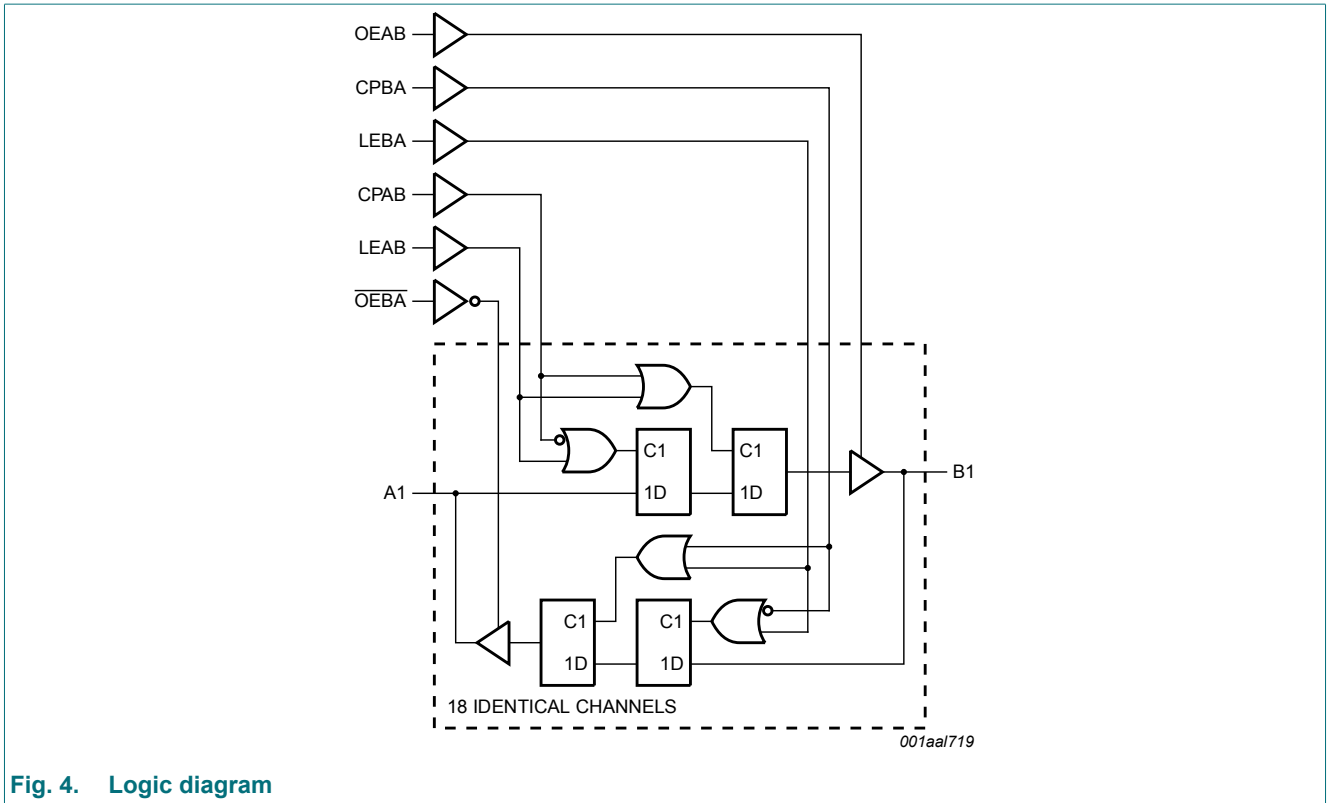 OEAB
CPBA
LEBA
CPAB
LEAB
OEBA
C1
C1
1D
1D
A1
B1
C1
C1
1D
1D
18 IDENTICAL CHANNELS
001aal719
Fig. 4. Logic diagram